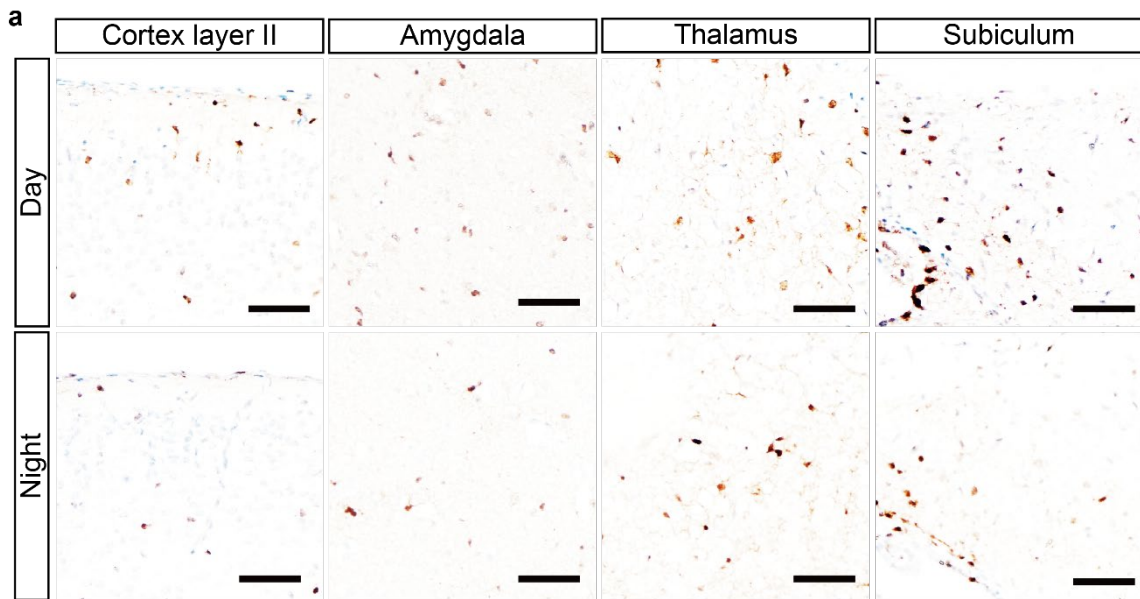 a
Cortex layer II
Amygdala
Thalamus
Subiculum
Day
Night